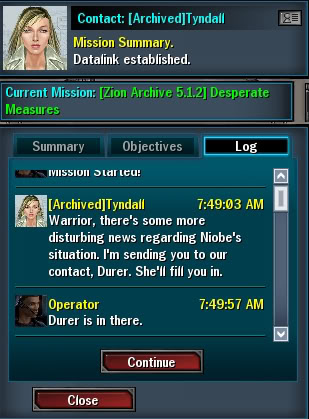 Contact: [Archived]Tyndall
Mission Summary.
Datalink established.
Current Mission: [Zion Archive 5.1.2] Desperate
Measures
Summary
Objectives
Log
Mission Started!
[Archived]Tyndall 7:49:03 AM
Warrior, there's some more
disturbing news regarding Niobe's
situation. I'm sending you to our
contact, Durer. She'll fill you in.
Operator 7:49:57 AM
Durer is in there.
Continue
Close